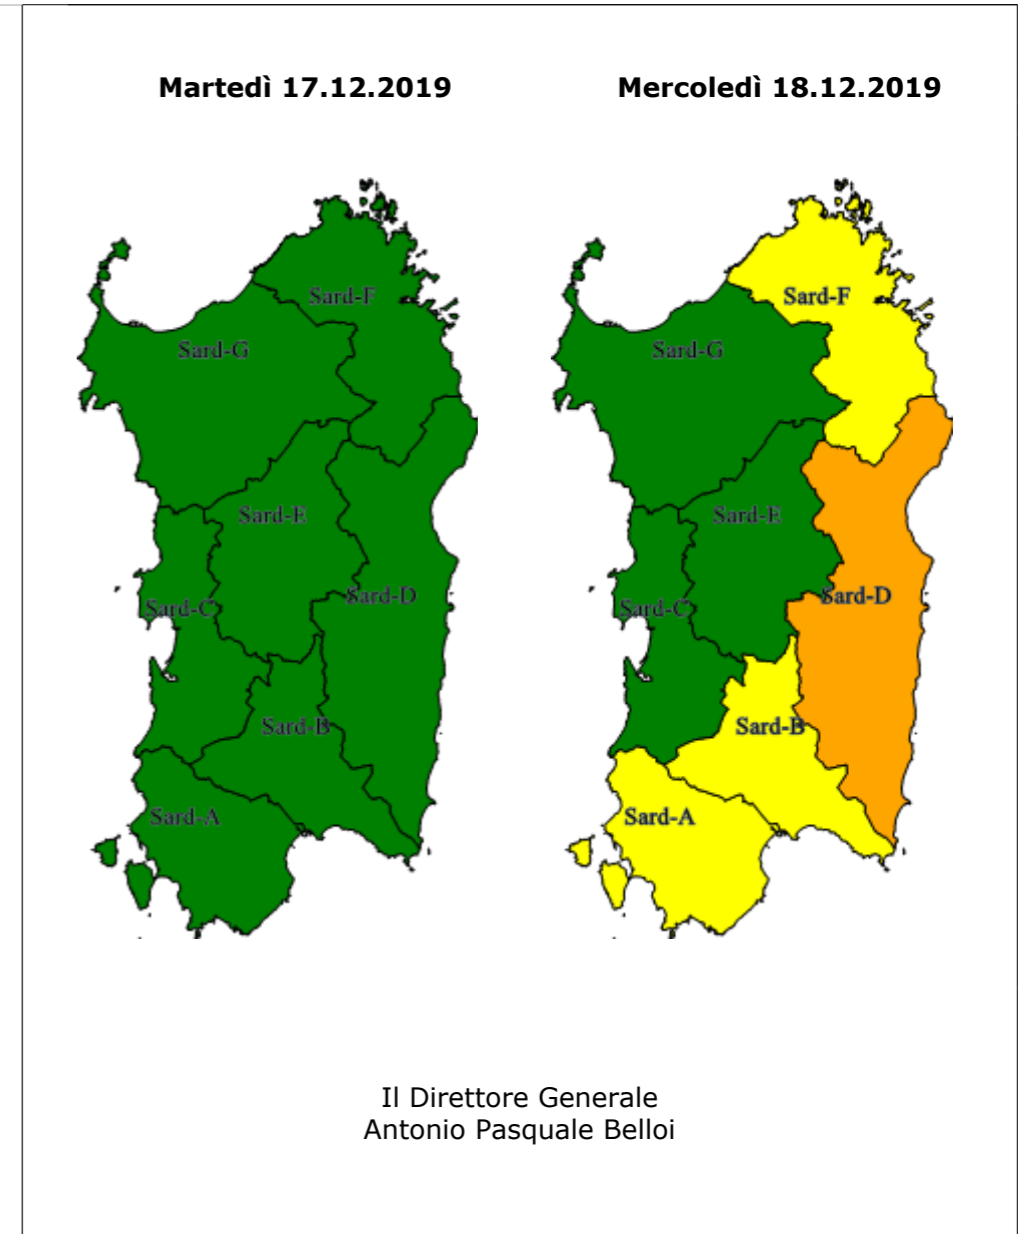 Martedì 17.12.2019
Mercoledì 18.12.2019
Sard-F
Sard-G
Sard-E
Sard-D
Sard-C
Sard-B
Sard-A
Sard-F
Sard-G
Sard-E
Sard-D
Sard-C
Sard-B
Sard-A
Il Direttore Generale
Antonio Pasquale Belloi